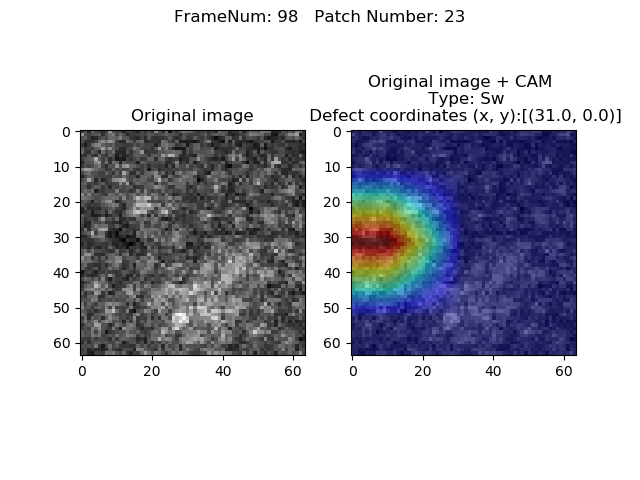 FrameNum: 98   Patch Number: 23
Original image
Original image + CAM
Type: Sw
Defect coordinates (x, y):[(31.0, 0.0)]
0
10
20
30
40
50
60
0 20 40 60
0
10
20
30
40
50
60
0 20 40 60